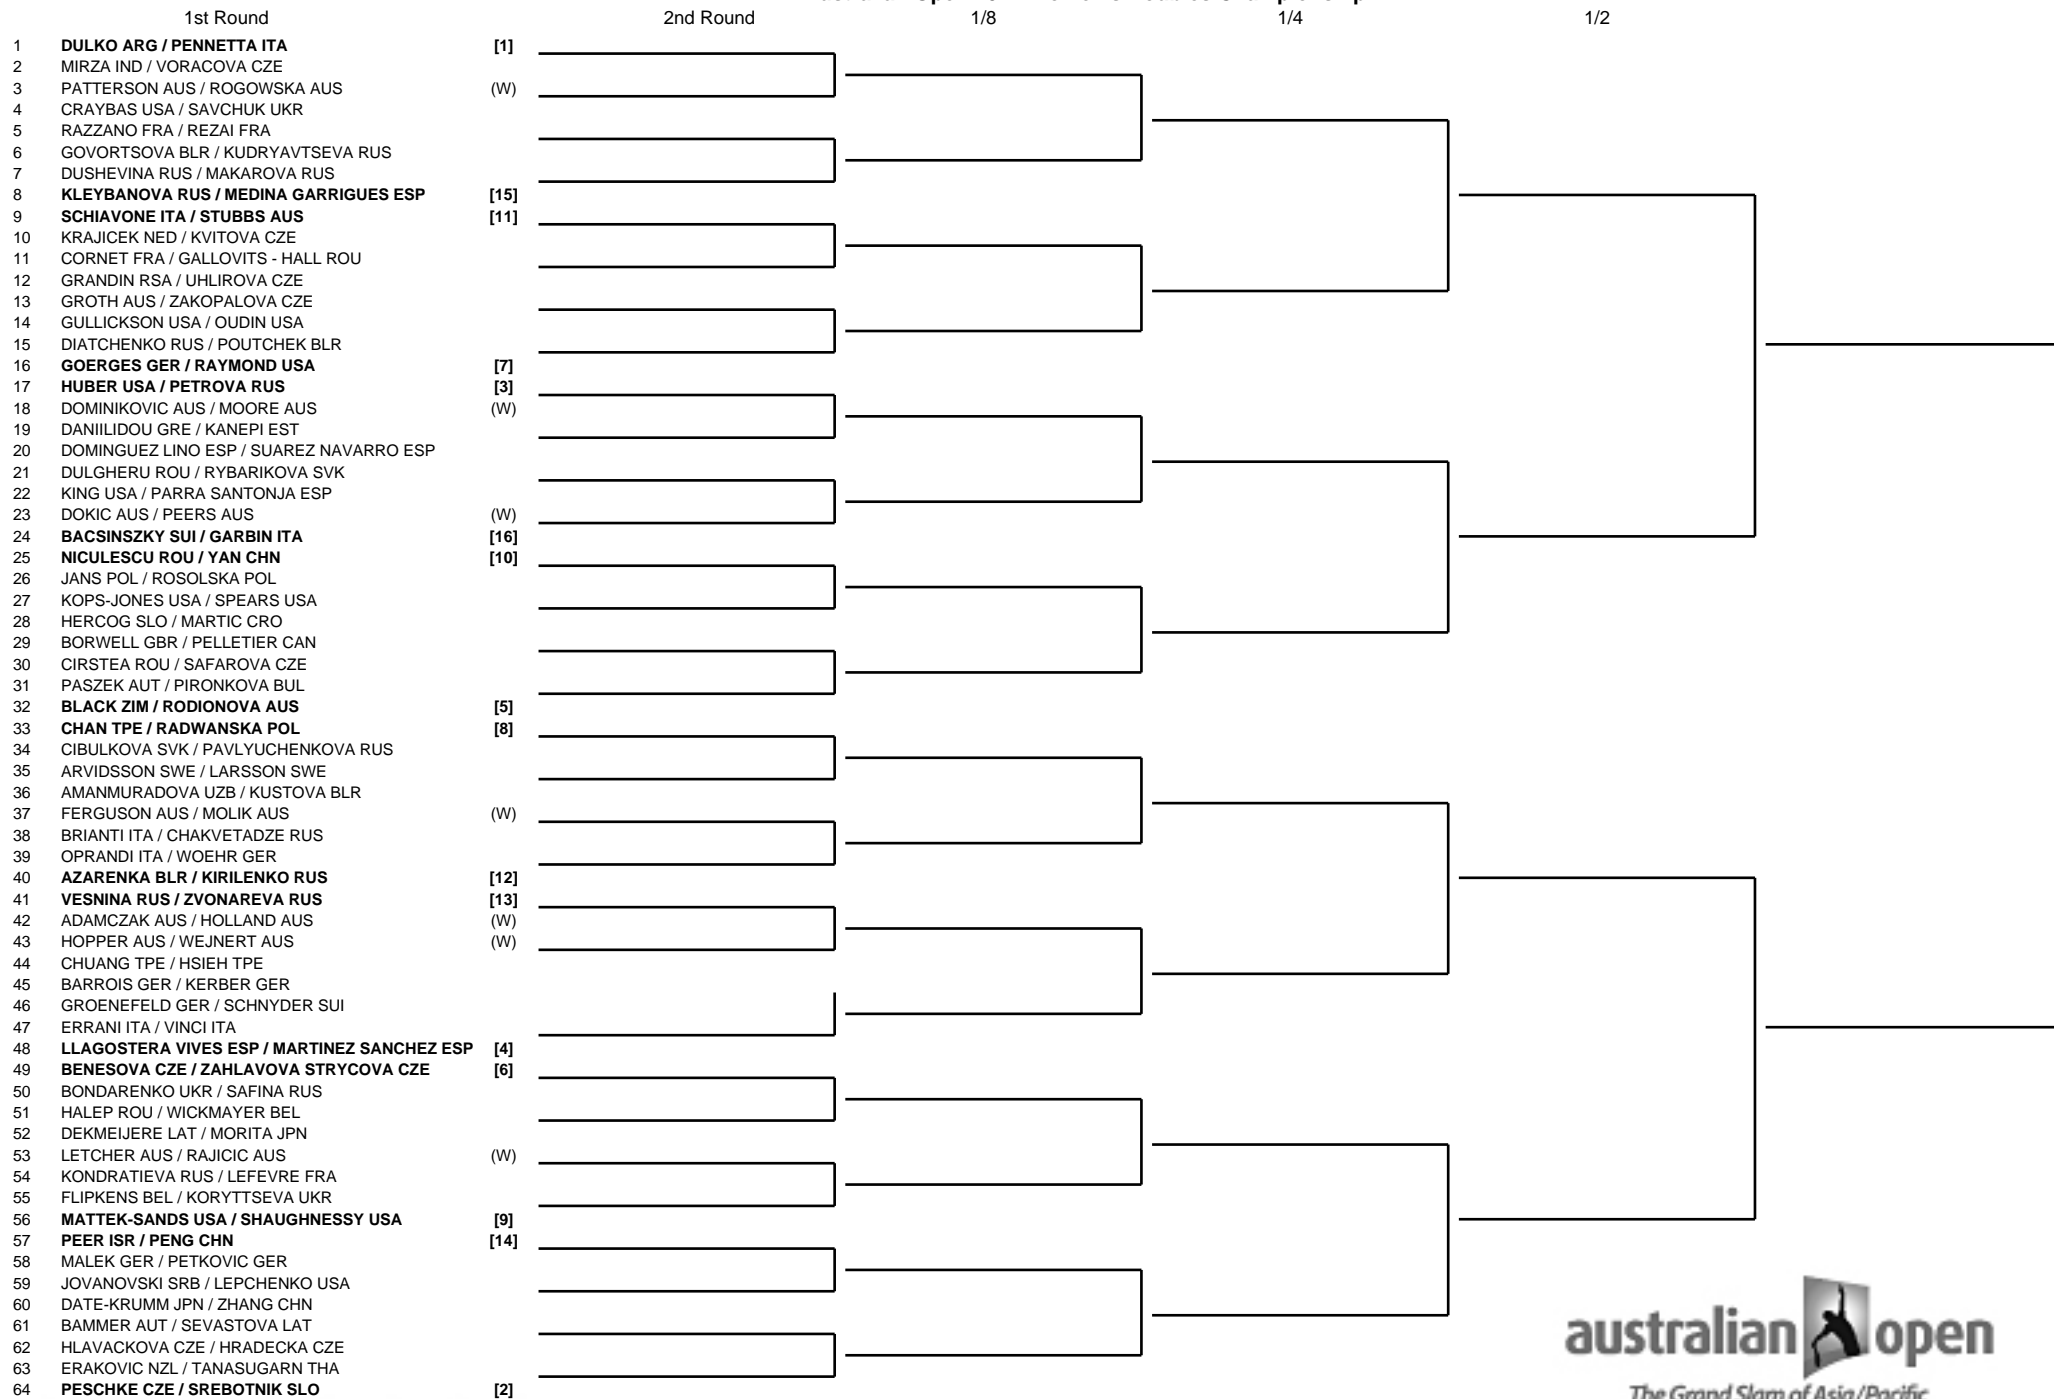 1st Round 2nd Round 1/8 1/4 1/2
1 DULKO ARG / PENNETTA ITA [1]
2 MIRZA IND / VORACOVA CZE
3 PATTERSON AUS / ROGOWSKA AUS (W)
4 CRAYBAS USA / SAVCHUK UKR
5 RAZZANO FRA / REZAI FRA
6 GOVORTSOVA BLR / KUDRYAVTSEVA RUS
7 DUSHEVINA RUS / MAKAROVA RUS
8 KLEYBANOVA RUS / MEDINA GARRIGUES ESP [15]
9 SCHIAVONE ITA / STUBBS AUS [11]
10 KRAJICEK NED / KVITOVA CZE
11 CORNET FRA / GALLOVITS - HALL ROU
12 GRANDIN RSA / UHLIROVA CZE
13 GROTH AUS / ZAKOPALOVA CZE
14 GULLICKSON USA / OUDIN USA
15 DIATCHENKO RUS / POUTCHEK BLR
16 GOERGES GER / RAYMOND USA [7]
17 HUBER USA / PETROVA RUS [3]
18 DOMINIKOVIC AUS / MOORE AUS (W)
19 DANIILIDOU GRE / KANEPI EST
20 DOMINGUEZ LINO ESP / SUAREZ NAVARRO ESP
21 DULGHERU ROU / RYBARIKOVA SVK
22 KING USA / PARRA SANTONJA ESP
23 DOKIC AUS / PEERS AUS (W)
24 BACSINSZKY SUI / GARBIN ITA [16]
25 NICULESCU ROU / YAN CHN [10]
26 JANS POL / ROSOLSKA POL
27 KOPS-JONES USA / SPEARS USA
28 HERCOG SLO / MARTIC CRO
29 BORWELL GBR / PELLETIER CAN
30 CIRSTEA ROU / SAFAROVA CZE
31 PASZEK AUT / PIRONKOVA BUL
32 BLACK ZIM / RODIONOVA AUS [5]
33 CHAN TPE / RADWANSKA POL [8]
34 CIBULKOVA SVK / PAVLYUCHENKOVA RUS
35 ARVIDSSON SWE / LARSSON SWE
36 AMANMURADOVA UZB / KUSTOVA BLR
37 FERGUSON AUS / MOLIK AUS (W)
38 BRIANTI ITA / CHAKVETADZE RUS
39 OPRANDI ITA / WOEHR GER
40 AZARENKA BLR / KIRILENKO RUS [12]
41 VESNINA RUS / ZVONAREVA RUS [13]
42 ADAMCZAK AUS / HOLLAND AUS (W)
43 HOPPER AUS / WEJNERT AUS (W)
44 CHUANG TPE / HSIEH TPE
45 BARROIS GER / KERBER GER
46 GROENEFELD GER / SCHNYDER SUI
47 ERRANI ITA / VINCI ITA
48 LLAGOSTERA VIVES ESP / MARTINEZ SANCHEZ ESP [4]
49 BENESOVA CZE / ZAHLAVOVA STRYCOVA CZE [6]
50 BONDARENKO UKR / SAFINA RUS
51 HALEP ROU / WICKMAYER BEL
52 DEKMEIJERE LAT / MORITA JPN
53 LETCHER AUS / RAJICIC AUS (W)
54 KONDRATIEVA RUS / LEFEVRE FRA
55 FLIPKENS BEL / KORYTTSEVA UKR
56 MATTEK-SANDS USA / SHAUGHNESSY USA [9]
57 PEER ISR / PENG CHN [14]
58 MALEK GER / PETKOVIC GER
59 JOVANOVSKI SRB / LEPCHENKO USA
60 DATE-KRUMM JPN / ZHANG CHN
61 BAMMER AUT / SEVASTOVA LAT
62 HLAVACKOVA CZE / HRADECKA CZE
63 ERAKOVIC NZL / TANASUGARN THA
64 PESCHKE CZE / SREBOTNIK SLO [2]
australian open
The Grand Slam of Asia/Pacific